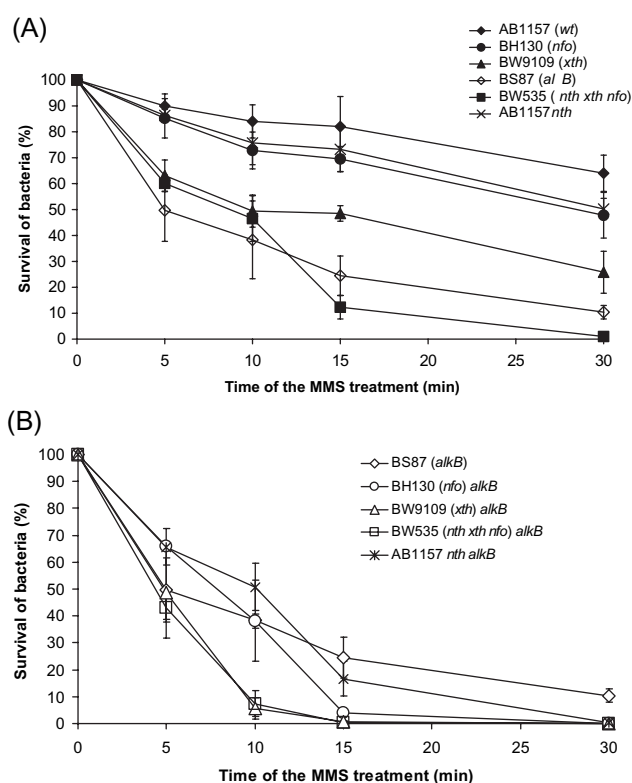 (A)
AB1157 (wt)
BH130 (nfo)
BW9109 (xth)
BS87 (al B)
BW535 ( nth xth nfo)
AB1157nth
Survival of bacteria (%)
100
90
80
70
60
50
40
30
20
10
0
0 5 10 15 20 25 30
Time of the MMS treatment (min)
(B)
BS87 (alkB)
BH130 (nfo) alkB
BW9109 (xth) alkB
BW535 (nth xth nfo) alkB
AB1157 nth alkB
Survival of bacteria (%)
100
90
80
70
60
50
40
30
20
10
0
0 5 10 15 20 25 30
Time of the MMS treatment (min)